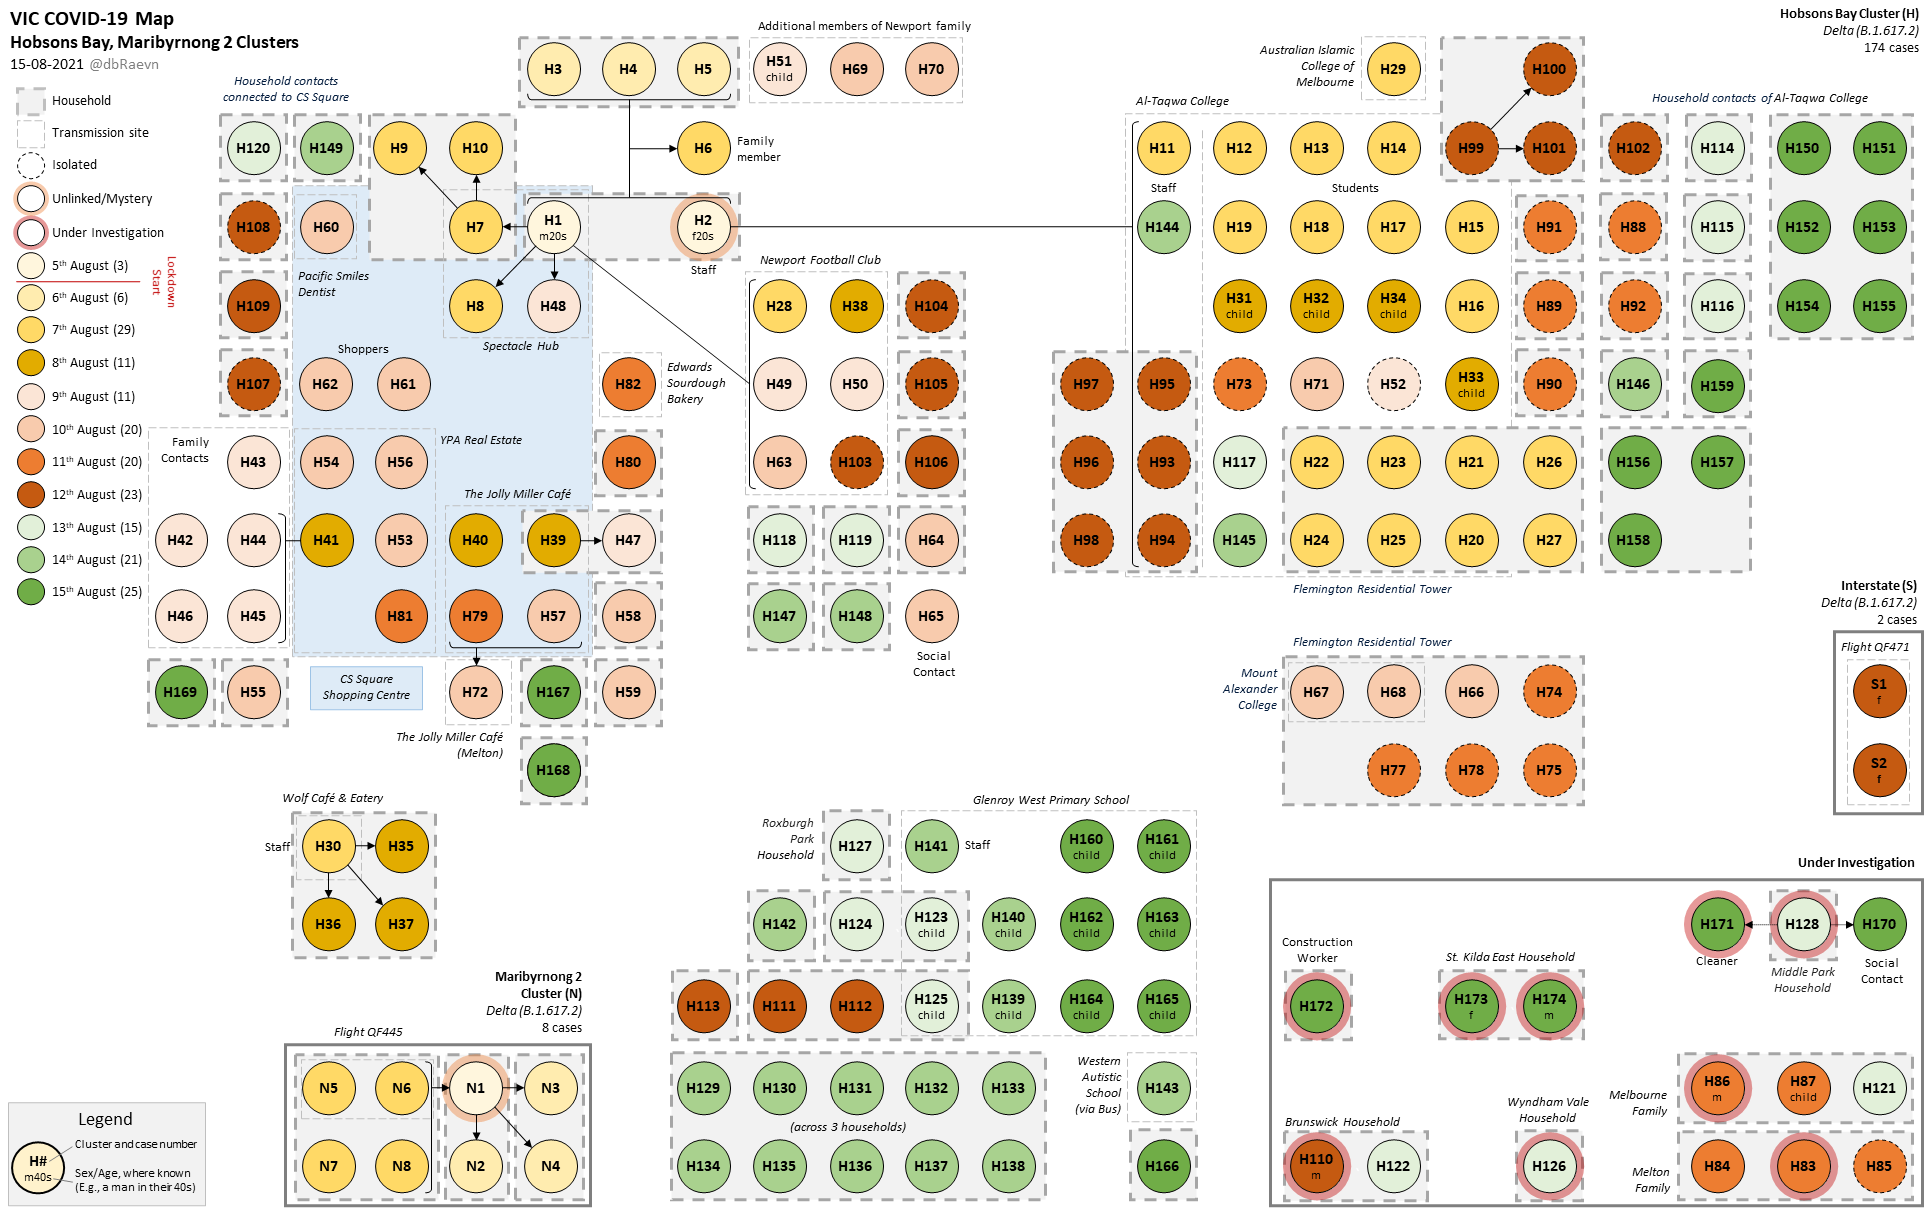 VIC COVID-19 Map
Hobsons Bay, Maribyrnong 2 Clusters
15-08-2021 @dbRaevn
Household
Transmission site
Isolated
Unlinked/Mystery
Under Investigation
5th August (3)
Lockdown
Start
6th August (6)
7th August (29)
8th August (11)
9th August (11)
10th August (20)
11th August (20)
12th August (23)
13th August (15)
14th August (21)
15th August (25)
Household contacts
connected to CS Square
H120
H149
H9
H10
H108
H60
H7
H1
m20s
H2
f20s
Staff
Pacific Smiles
Dentist
H109
H8
H48
Spectacle Hub
Shoppers
H107
H62
H61
H82
Edwards
Sourdough
Bakery
Family
Contacts
H43
H54
H56
YPA Real Estate
H80
The Jolly Miller Café
H42
H44
H41
H53
H40
H39
H47
H46
H45
H81
H79
H57
H58
H169
H55
CS Square
Shopping Centre
H72
H167
H59
The Jolly Miller Café
(Melton)
H168
H3
H4
H5
Additional members of Newport family
H51
child
H69
H70
H6
Family
member
Newport Football Club
H28
H38
H104
H49
H50
H105
H63
H103
H106
H118
H119
H64
H147
H148
H65
Social
Contact
Hobsons Bay Cluster (H)
Delta (B.1.617.2)
174 cases
Australian Islamic
College of
Melbourne
H29
H100
H99
H101
Al-Taqwa College
Household contacts of Al-Taqwa College
H11
Staff
H12
H13
H14
Students
H102
H114
H150
H151
H144
H19
H18
H17
H15
H91
H88
H115
H152
H153
H31
child
H32
child
H34
child
H16
H89
H92
H116
H154
H155
H97
H95
H73
H71
H52
H33
child
H90
H146
H159
H96
H93
H117
H22
H23
H21
H26
H156
H157
H98
H94
H145
H24
H25
H20
H27
H158
Flemington Residential Tower
Flemington Residential Tower
Mount
Alexander
College
H67
H68
H66
H74
H77
H78
H75
Interstate (S)
Delta (B.1.617.2)
2 cases
Flight QF471
S1
f
S2
f
Wolf Café & Eatery
Staff
H30
H35
H36
H37
Maribyrnong 2
Cluster (N)
Delta (B.1.617.2)
8 cases
Flight QF445
N5
N6
N1
N3
N7
N8
N2
N4
Legend
H#
m40s
Cluster and case number
Sex/Age, where known
(E.g., a man in their 40s)
Glenroy West Primary School
Roxburgh
Park
Household
H127
H141
Staff
H160
child
H161
child
H142
H124
H123
child
H140
child
H162
child
H163
child
H113
H111
H112
H125
child
H139
child
H164
child
H165
child
H129
H130
H131
H132
H133
(across 3 households)
H134
H135
H136
H137
H138
Western
Autistic
School
(via Bus)
H143
H166
Under Investigation
H171
Cleaner
H128
Middle Park
Household
H170
Social
Contact
Construction
Worker
H172
St. Kilda East Household
H173
f
H174
m
Melbourne
Family
H86
m
H87
child
H121
Brunswick Household
H110
m
H122
Wyndham Vale
Household
H126
Melton
Family
H84
H83
H85